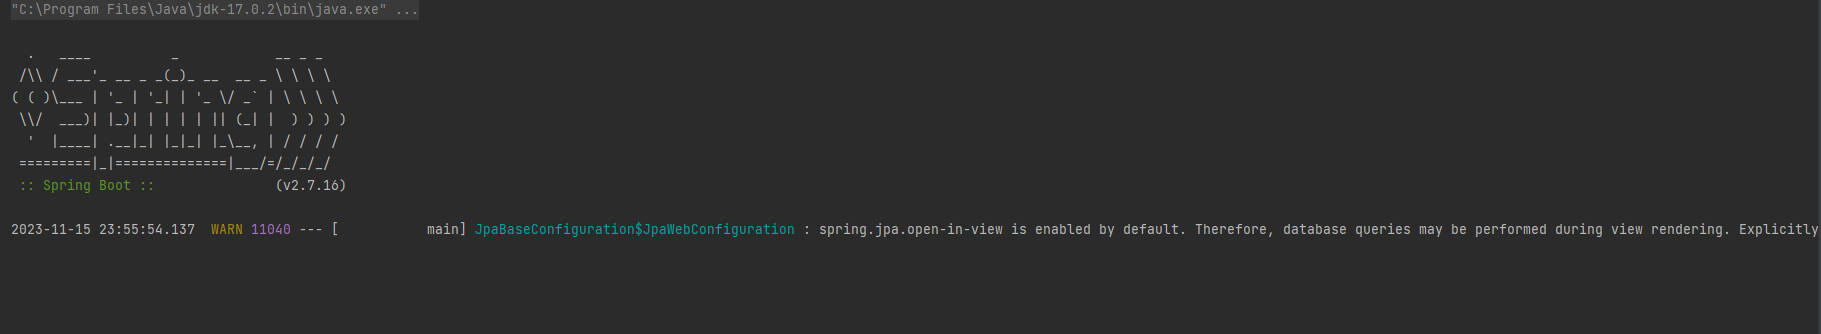 "C:\Program Files\Java\jdk-17.0.2\bin\java.exe" ...
  .   ____          _            __ _ _
 /\\ / ___'_ __ _ _(_)_ __  __ _ \ \ \ \
( ( )\___ | '_ | '_| | '_ \/ _` | \ \ \ \
 \\/  ___)| |_)| | | | | || (_| |  ) ) ) )
  '  |____| .__|_| |_|_| |_\__, | / / / /
 =========|_|==============|___/=/_/_/_/
 :: Spring Boot ::               (v2.7.16)
2023-11-15 23:55:54.137  WARN 11040 --- [           main] JpaBaseConfiguration$JpaWebConfiguration : spring.jpa.open-in-view is enabled by default. Therefore, database queries may be performed during view rendering. Explicitly